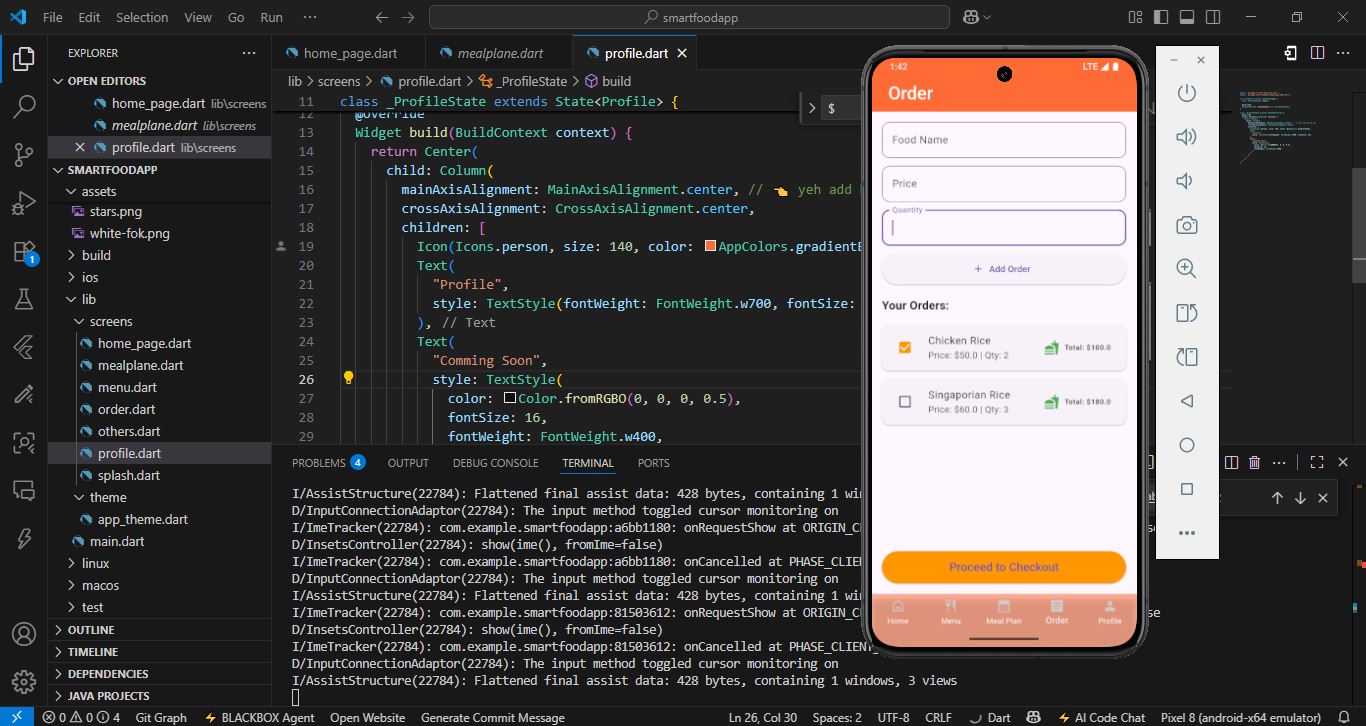 File Edit Selection View Go Run ···
smartfoodapp
EXPLORER
OPEN EDITORS
home_page.dart lib\screens
mealplane.dart lib\screens
profile.dart lib\screens
SMARTFOODAPP
assets
stars.png
white-fok.png
build
ios
lib
screens
home_page.dart
mealplane.dart
menu.dart
order.dart
others.dart
profile.dart
splash.dart
theme
app_theme.dart
main.dart
linux
macos
test
OUTLINE
TIMELINE
DEPENDENCIES
JAVA PROJECTS
1
home_page.dart
mealplane.dart
profile.dart
lib > screens > profile.dart > _ProfileState > build
11 class _ProfileState extends State<Profile> {
12 @override
13 Widget build(BuildContext context) {
14 return Center(
15 child: Column(
16 mainAxisAlignment: MainAxisAlignment.center, // 👈 yeh add
17 crossAxisAlignment: CrossAxisAlignment.center,
18 children: [
19 Icon(Icons.person, size: 140, color: AppColors.gradientE
20 Text(
21 "Profile",
22 style: TextStyle(fontWeight: FontWeight.w700, fontSize:
23 ), // Text
24 Text(
25 "Comming Soon",
26 style: TextStyle(
27 color: Color.fromRGBO(0, 0, 0, 0.5),
28 fontSize: 16,
29 fontWeight: FontWeight.w400,
$
PROBLEMS 4 OUTPUT DEBUG CONSOLE TERMINAL PORTS
I/AssistStructure(22784): Flattened final assist data: 428 bytes, containing 1 win
D/InputConnectionAdaptor(22784): The input method toggled cursor monitoring on
I/ImeTracker(22784): com.example.smartfoodapp:a6bb1180: onRequestShow at ORIGIN_C
D/InsetsController(22784): show(ime(), fromIme=false)
I/ImeTracker(22784): com.example.smartfoodapp:a6bb1180: onCancelled at PHASE_CLIE
D/InputConnectionAdaptor(22784): The input method toggled cursor monitoring on
I/AssistStructure(22784): Flattened final assist data: 428 bytes, containing 1 win
I/ImeTracker(22784): com.example.smartfoodapp:81503612: onRequestShow at ORIGIN_C
D/InsetsController(22784): show(ime(), fromIme=false)
I/ImeTracker(22784): com.example.smartfoodapp:81503612: onCancelled at PHASE_CLIENT_
D/InputConnectionAdaptor(22784): The input method toggled cursor monitoring on
I/AssistStructure(22784): Flattened final assist data: 428 bytes, containing 1 windows, 3 views
1:42 LTE
Order
Food Name
Price
Quantity
+ Add Order
Your Orders:
Chicken Rice
Price: $50.0 | Qty: 2
Total: $100.0
Singaporian Rice
Price: $60.0 | Qty: 3
Total: $180.0
Proceed to Checkout
Home Menu Meal Plan Order Profile
0 0 4 Git Graph BLACKBOX Agent Open Website Generate Commit Message Ln 26, Col 30 Spaces: 2 UTF-8 CRLF Dart AI Code Chat Pixel 8 (android-x64 emulator)